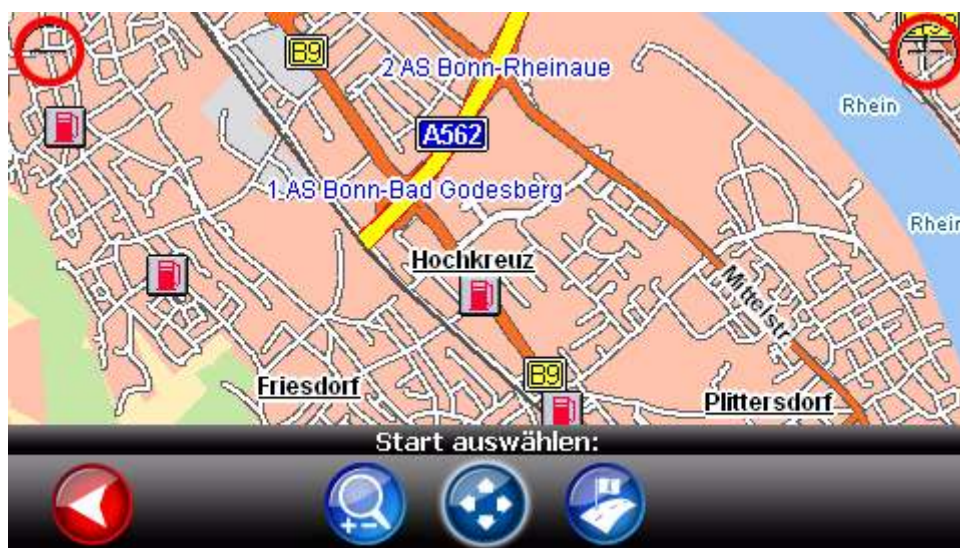 B9
2 AS Bonn-Rheinaue
Rhein
A562
1 AS Bonn-Bad Godesberg
Rhein
Hochkreuz
Mittelstr
B9
Friesdorf
Plittersdorf
Start auswählen: